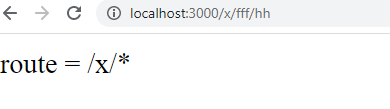 localhost:3000/x/fff/hh
route = /x/*